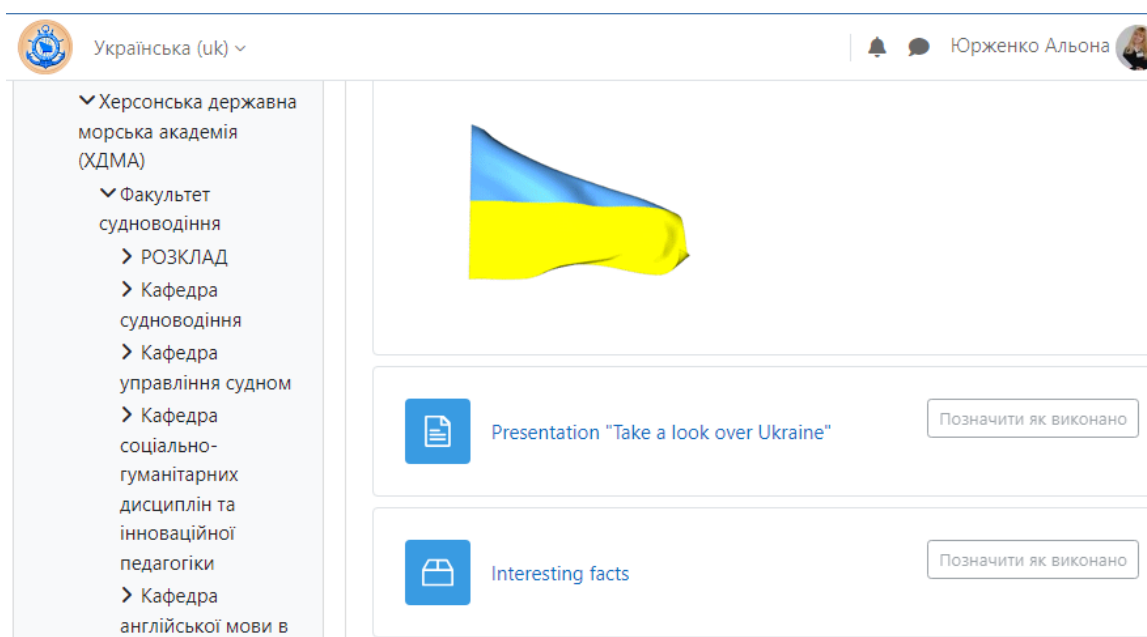 Українська (uk)
Юрженко Альона
Херсонська державна
морська академія
(ХДМА)
Факультет
судноводіння
РОЗКЛАД
Кафедра
судноводіння
Кафедра
управління судном
Кафедра
соціально-
гуманітарних
дисциплін та
інноваційної
педагогіки
Кафедра
англійської мови в
Presentation "Take a look over Ukraine"
Позначити як виконано
Interesting facts
Позначити як виконано